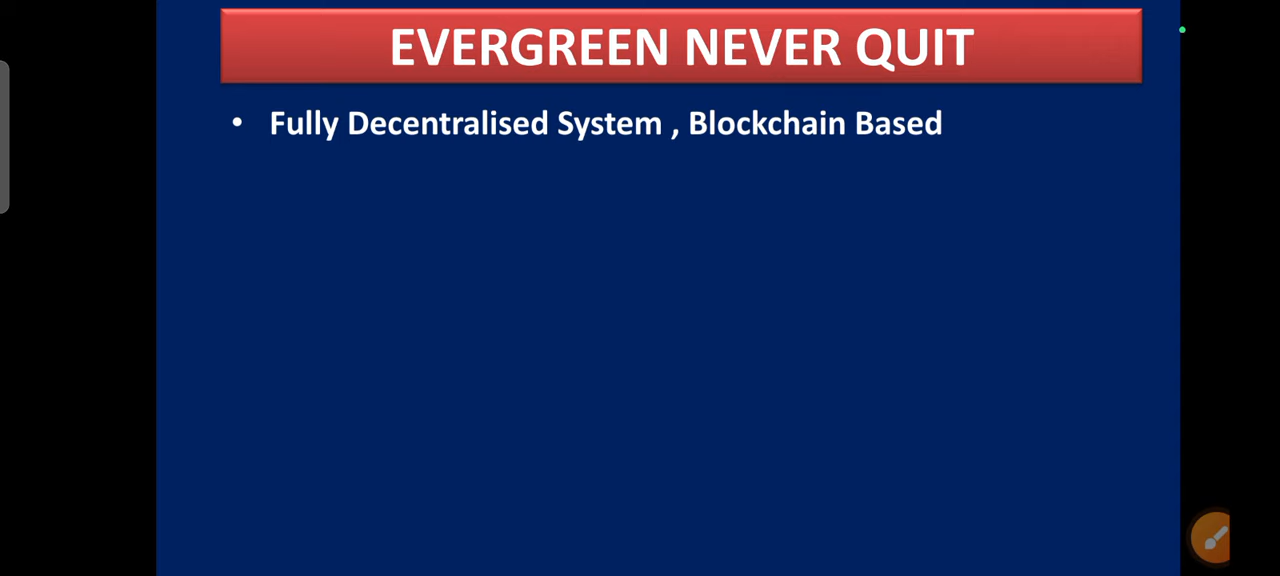 EVERGREEN NEVER QUIT
• Fully Decentralised System , Blockchain Based